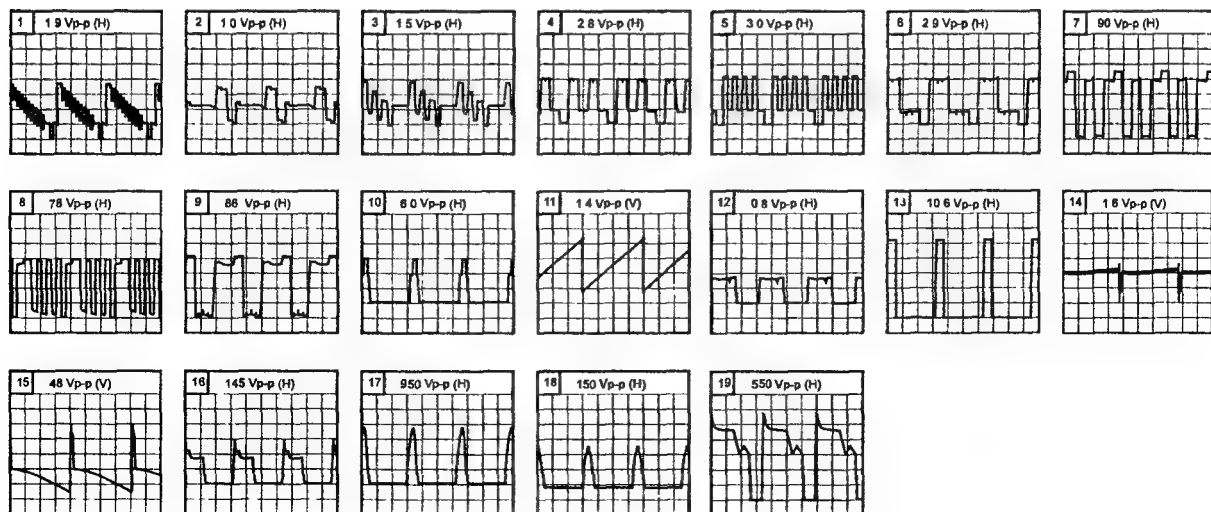 1 1 9 Vp-p (H)
2 1 0 Vp-p (H)
3 1 5 Vp-p (H)
4 2 8 Vp-p (H)
5 3 0 Vp-p (H)
6 2 9 Vp-p (H)
7 90 Vp-p (H)
8 78 Vp-p (H)
9 86 Vp-p (H)
10 6 0 Vp-p (H)
11 1 4 Vp-p (V)
12 0 8 Vp-p (H)
13 10 6 Vp-p (H)
14 1 6 Vp-p (V)
15 48 Vp-p (V)
16 145 Vp-p (H)
17 950 Vp-p (H)
18 150 Vp-p (H)
19 550 Vp-p (H)